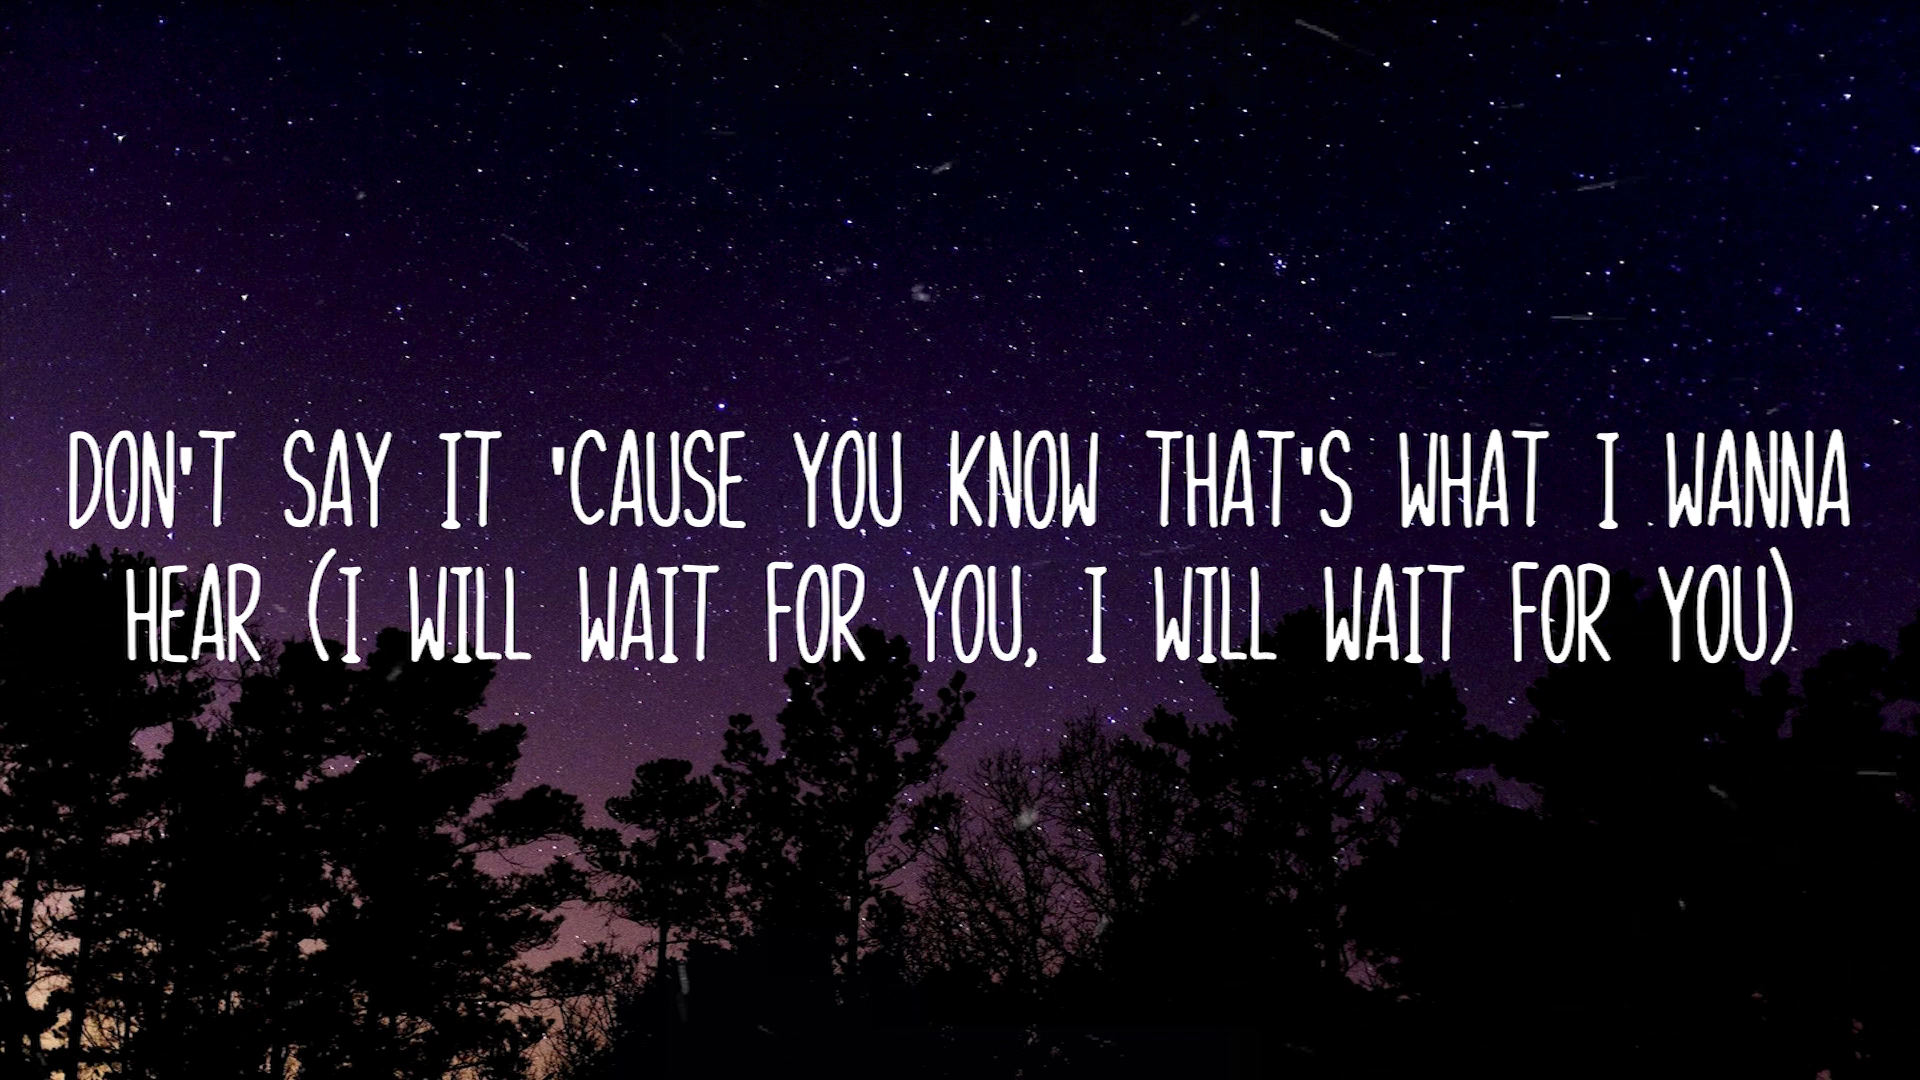 DON'T SAY IT 'CAUSE YOU KNOW THAT'S WHAT I WANNA
HEAR (I WILL WAIT FOR YOU, I WILL WAIT FOR YOU)